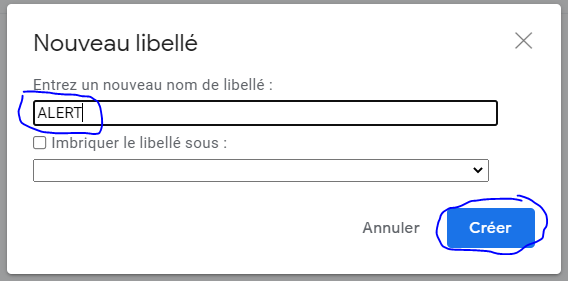 Nouveau libellé
Entrez un nouveau nom de libellé :
ALERT
Imbriquer le libellé sous :
Annuler Créer